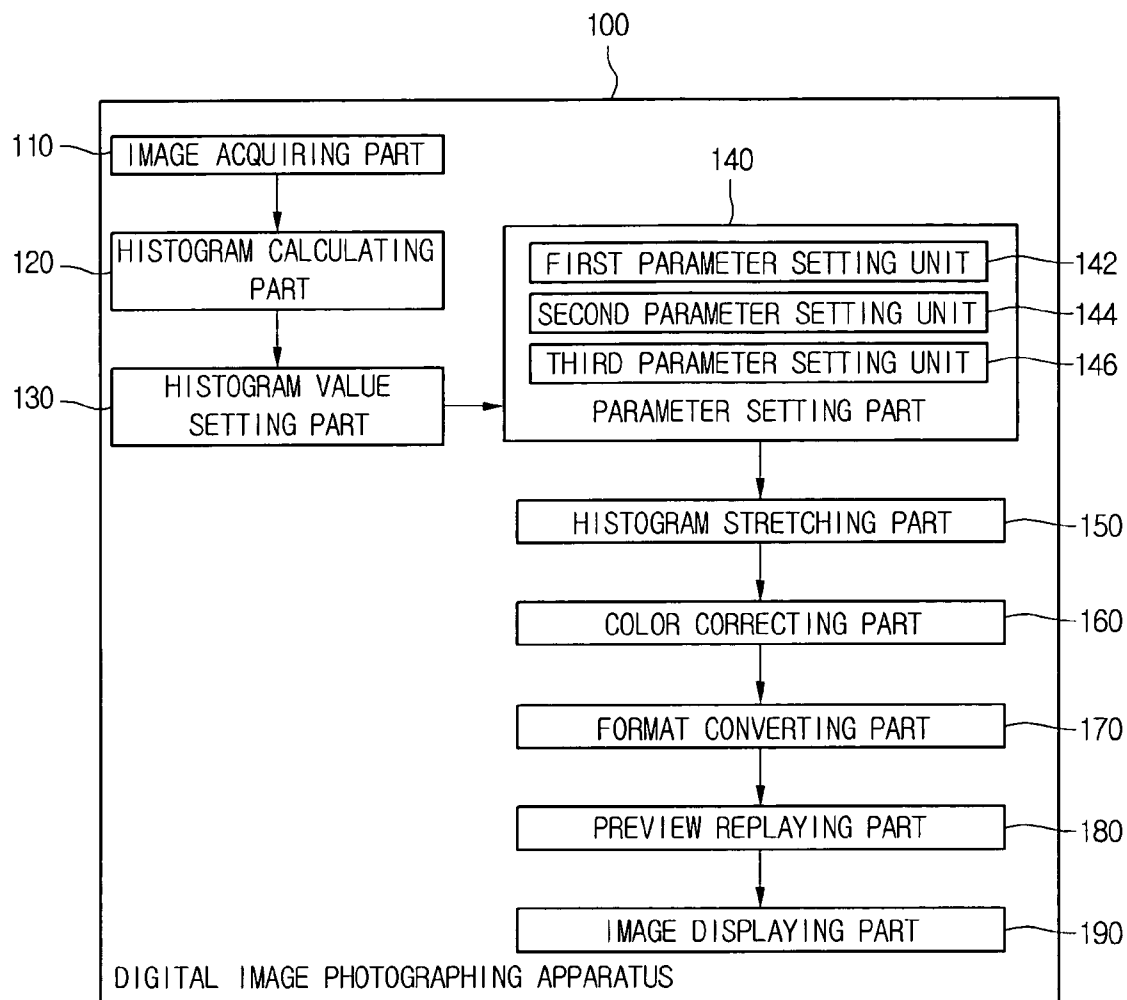 100
110
IMAGE ACQUIRING PART
120
HISTOGRAM CALCULATING
PART
130
HISTOGRAM VALUE
SETTING PART
140
FIRST PARAMETER SETTING UNIT
142
SECOND PARAMETER SETTING UNIT
144
THIRD PARAMETER SETTING UNIT
146
PARAMETER SETTING PART
HISTOGRAM STRETCHING PART
150
COLOR CORRECTING PART
160
FORMAT CONVERTING PART
170
PREVIEW REPLAYING PART
180
IMAGE DISPLAYING PART
190
DIGITAL IMAGE PHOTOGRAPHING APPARATUS